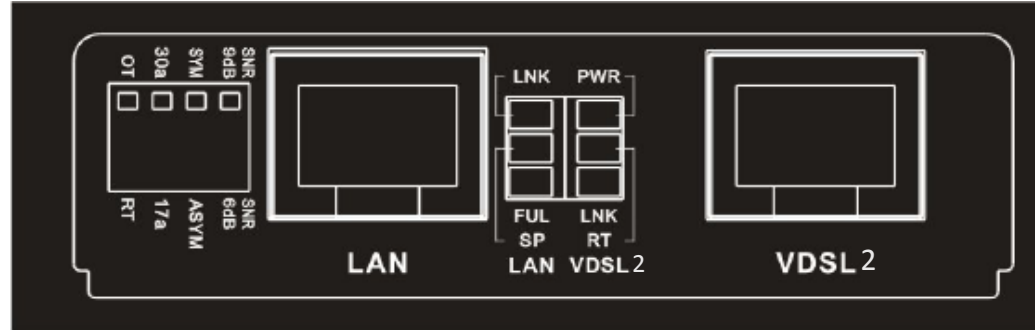 OT 30a SYM SNR 9dB
LNK PWR
RT 17a ASYM SNR 6dB
FUL LNK
SP RT
LAN VDSL2
LAN
VDSL2